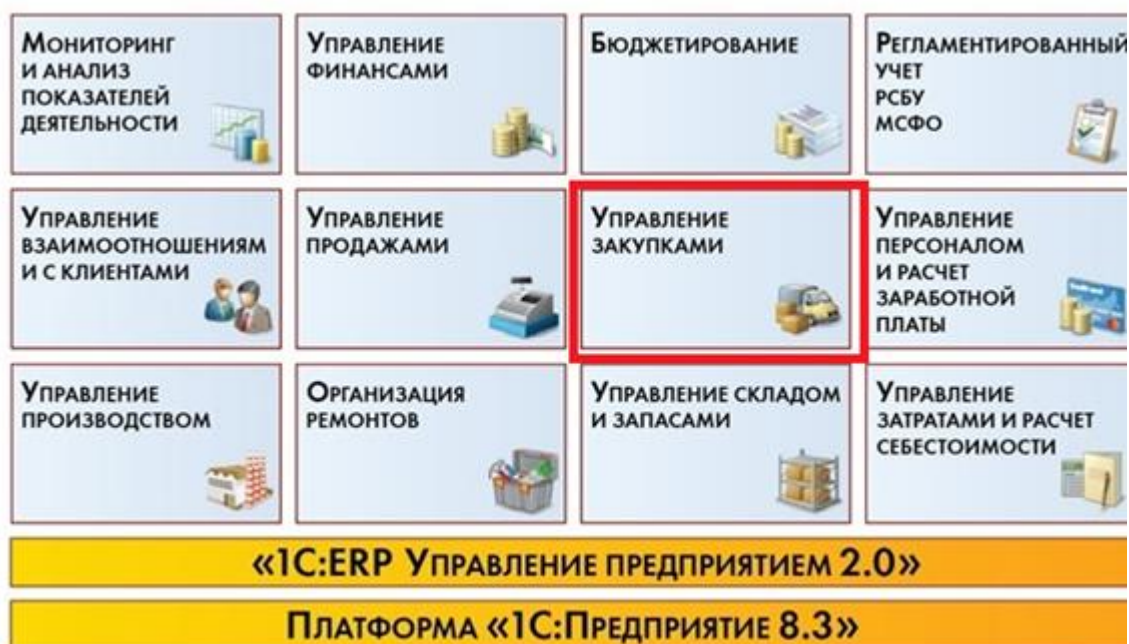 Мониторинг
и анализ
показателей
деятельности
Управление
финансами
Бюджетирование
Регламентированный
учет
РСБУ
МСФО
Управление
взаимоотношениям
и с клиентами
Управление
продажами
Управление
закупками
Управление
персоналом
и расчет
заработной
платы
Управление
производством
Организация
ремонтов
Управление складом
и запасами
Управление
затратами и расчет
себестоимости
«1С:ERP Управление предприятием 2.0»
Платформа «1С:Предприятие 8.3»